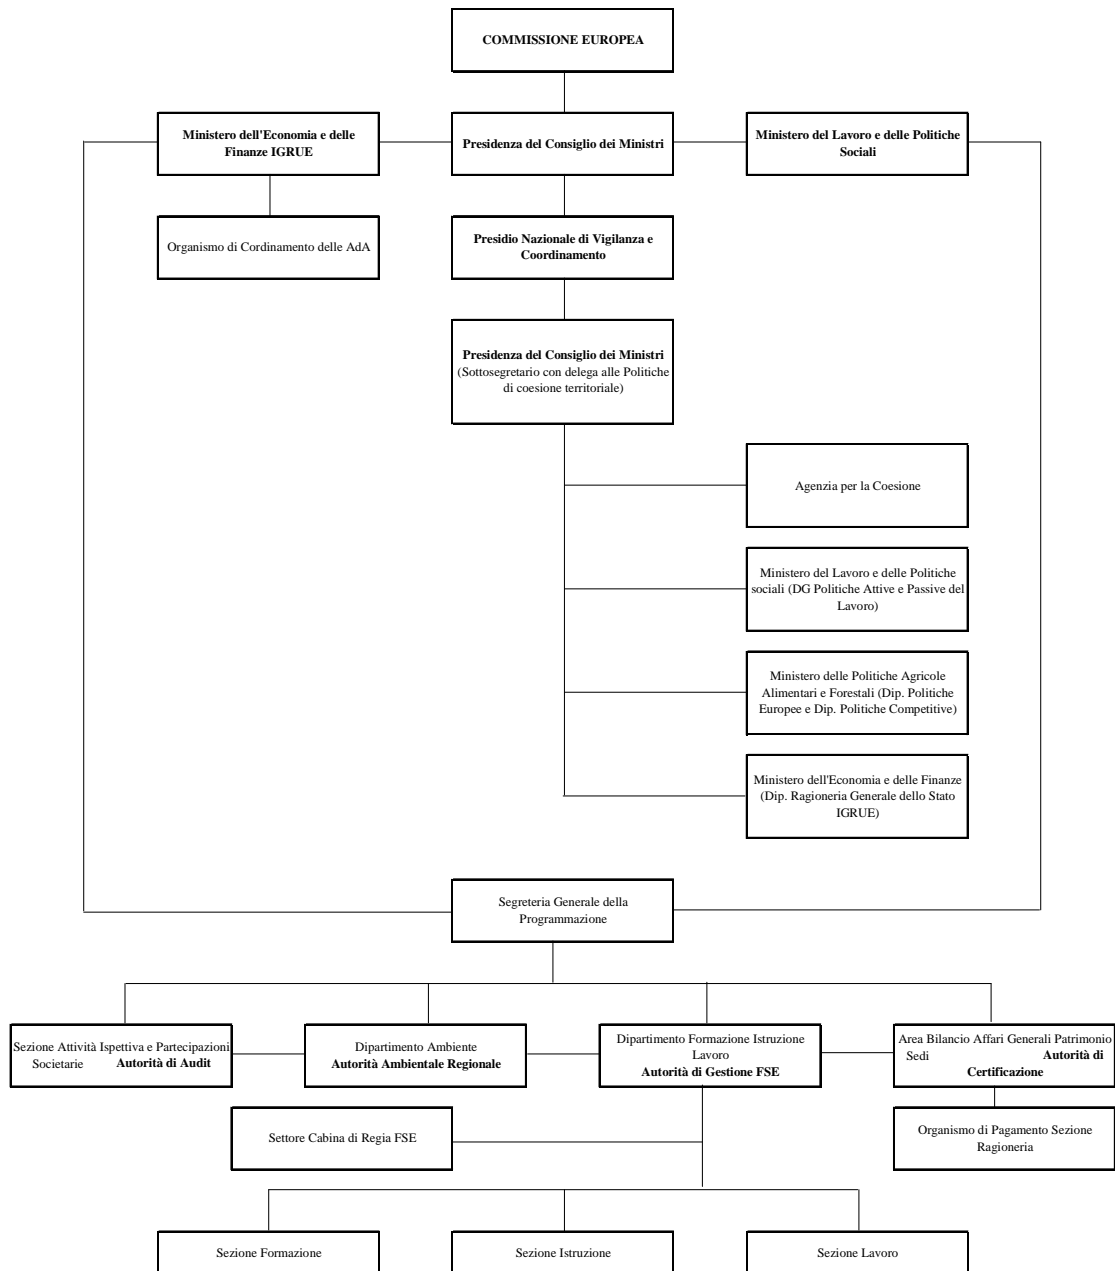 COMMISSIONE EUROPEA
Ministero dell'Economia e delle
Finanze IGRUE
Presidenza del Consiglio dei Ministri
Ministero del Lavoro e delle Politiche
Sociali
Organismo di Cordinamento delle AdA
Presidio Nazionale di Vigilanza e
Coordinamento
Presidenza del Consiglio dei Ministri
(Sottosegretario con delega alle Politiche
di coesione territoriale)
Agenzia per la Coesione
Ministero del Lavoro e delle Politiche
sociali (DG Politiche Attive e Passive del
Lavoro)
Ministero delle Politiche Agricole
Alimentari e Forestali (Dip. Politiche
Europee e Dip. Politiche Competitive)
Ministero dell'Economia e delle Finanze
(Dip. Ragioneria Generale dello Stato
IGRUE)
Segreteria Generale della
Programmazione
Sezione Attività Ispettiva e Partecipazioni
Societarie Autorità di Audit
Dipartimento Ambiente
Autorità Ambientale Regionale
Dipartimento Formazione Istruzione
Lavoro
Autorità di Gestione FSE
Area Bilancio Affari Generali Patrimonio
Sedi Autorità di
Certificazione
Settore Cabina di Regia FSE
Organismo di Pagamento Sezione
Ragioneria
Sezione Formazione
Sezione Istruzione
Sezione Lavoro